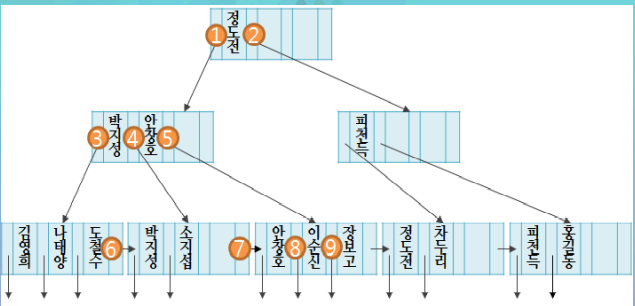 정도전
1
2
박지성
안창호
3
4
5
피천득
김영희
나태양
도철수
6
박지성
소지섭
7
안창호
8
이순신
9
장보고
정도전
차두리
피천득
홍길동